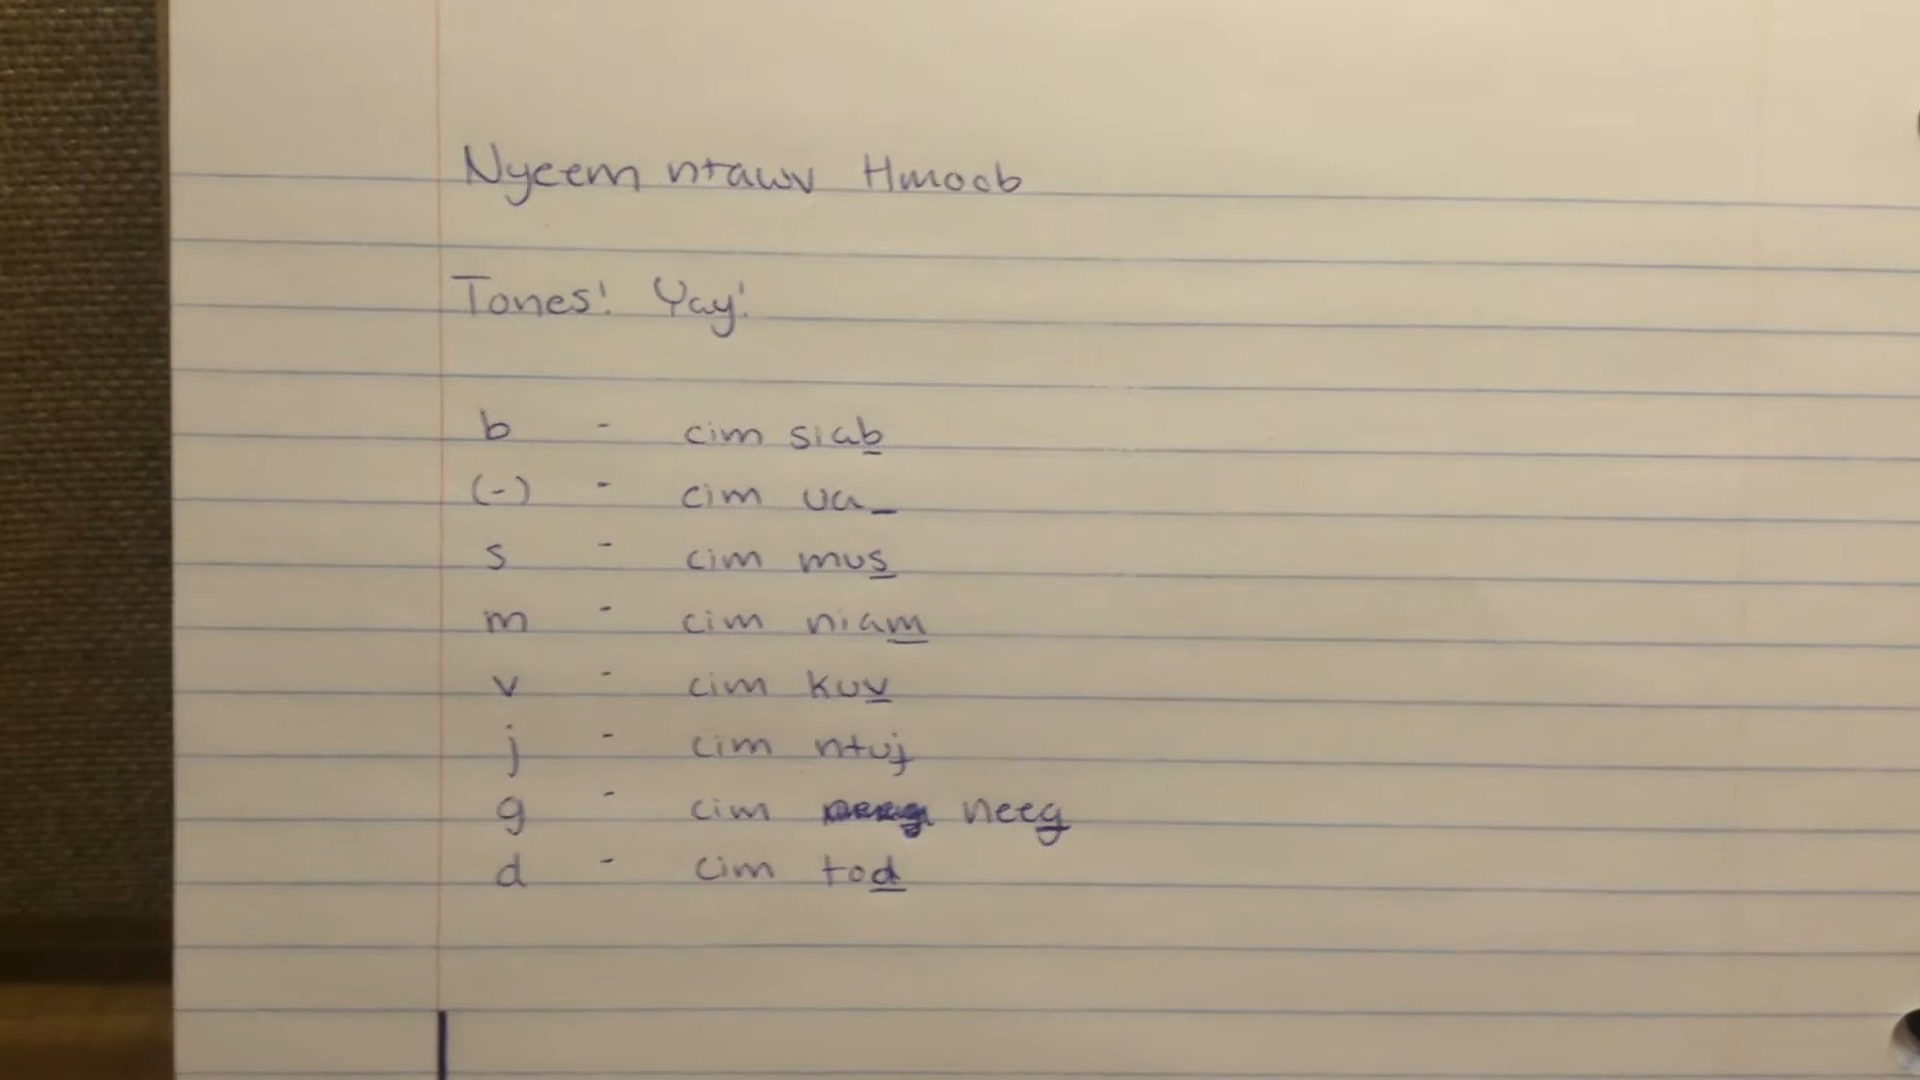 Nyeem ntawv Hmoob
Tones! Yay!
b - cim siab
(-) - cim ua_
s - cim mus
m - cim niam
v - cim kuv
j - cim ntuj
g - cim neeg
d - cim tod